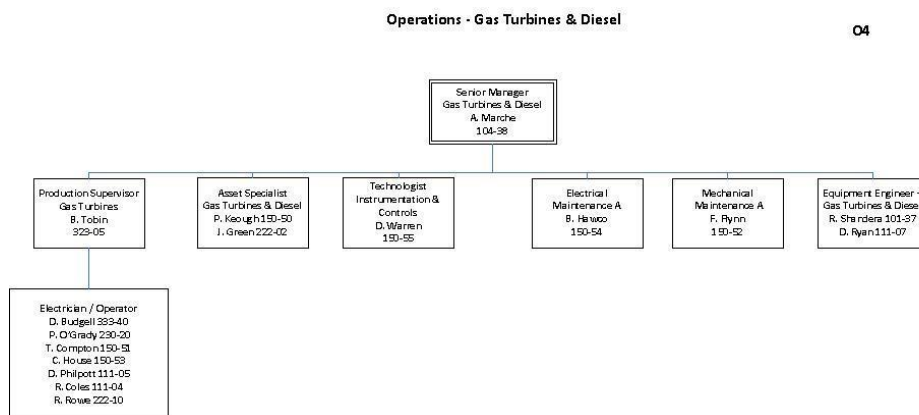 Operations - Gas Turbines & Diesel
O4
Senior Manager
Gas Turbines & Diesel
A. Marche
104-38
Production Supervisor
Gas Turbines
B. Tobin
323-05
Asset Specialist
Gas Turbines & Diesel
P. Keough 150-50
J. Green 222-02
Technologist
Instrumentation &
Controls
D. Warren
150-55
Electrical
Maintenance A
B. Hawco
150-54
Mechanical
Maintenance A
F. Flynn
150-52
Equipment Engineer -
Gas Turbines & Diesel
R. Shandera 101-37
D. Ryan 111-07
Electrician / Operator
D. Budgell 333-40
P. O'Grady 230-20
T. Compton 150-51
C. House 150-53
D. Philpott 111-05
R. Coles 111-04
R. Rowe 222-10